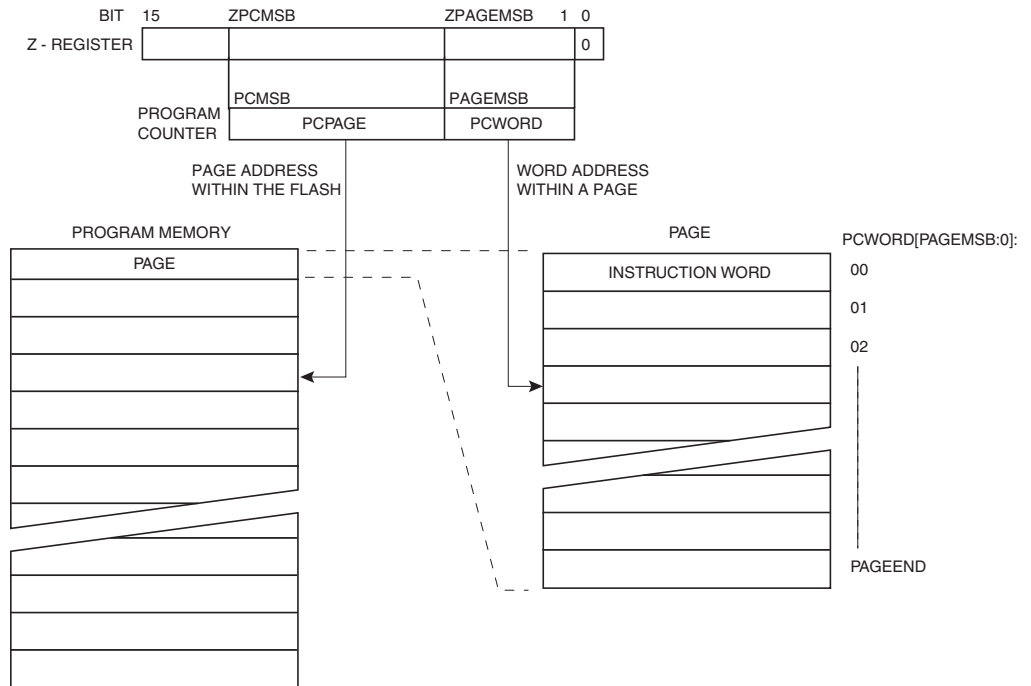 BIT 15 ZPCMSB ZPAGEMSB 1 0
Z - REGISTER 0
PCMSB PAGEMSB
PROGRAM
COUNTER
PCPAGE PCWORD
PAGE ADDRESS
WITHIN THE FLASH
WORD ADDRESS
WITHIN A PAGE
PROGRAM MEMORY
PAGE
PAGE
PCWORD[PAGEMSB:0]:
INSTRUCTION WORD 00
01
02
PAGEEND